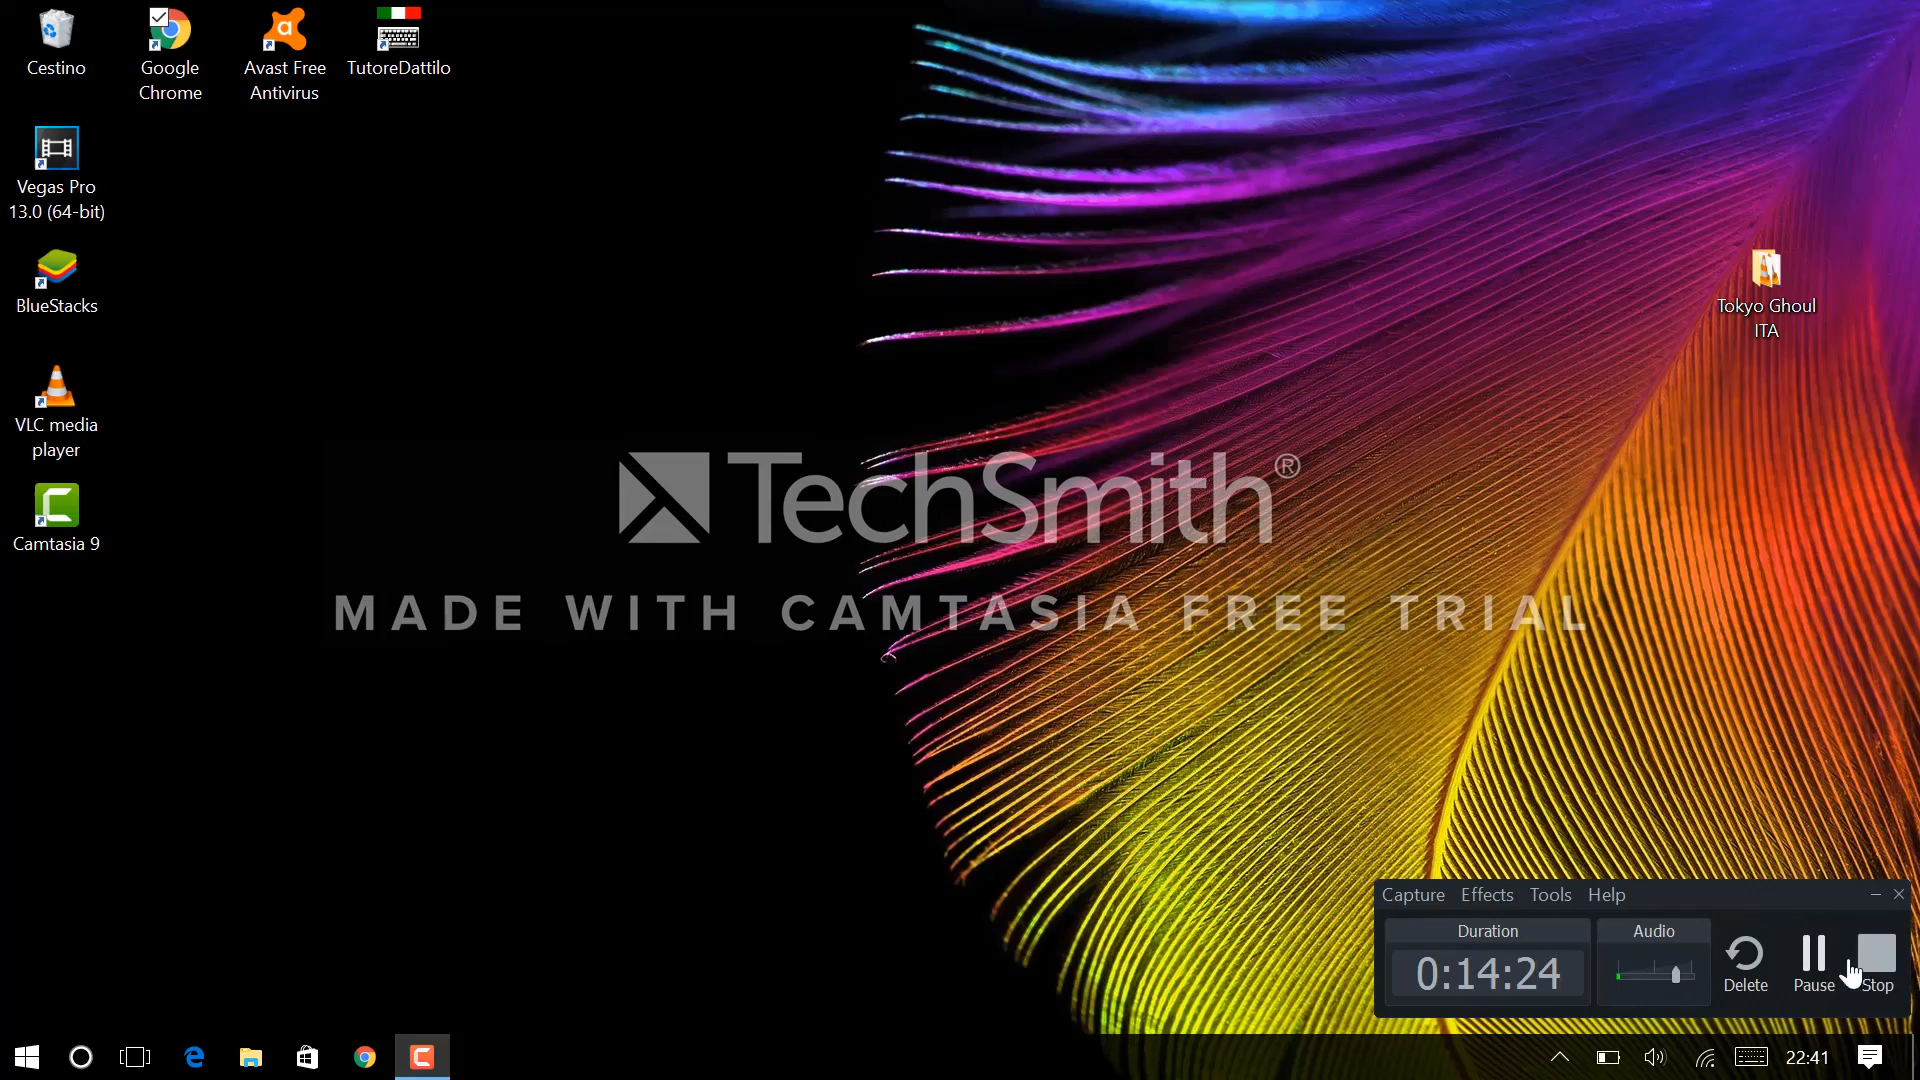 Cestino
Google
Chrome
Avast Free
Antivirus
TutoreDattilo
Vegas Pro
13.0 (64-bit)
BlueStacks
Tokyo Ghoul
ITA
VLC media
player
Camtasia 9
TechSmith®
MADE WITH CAMTASIA FREE TRIAL
Capture Effects Tools Help
Duration
Audio
0:14:24
Delete
Pause
Stop
22:41